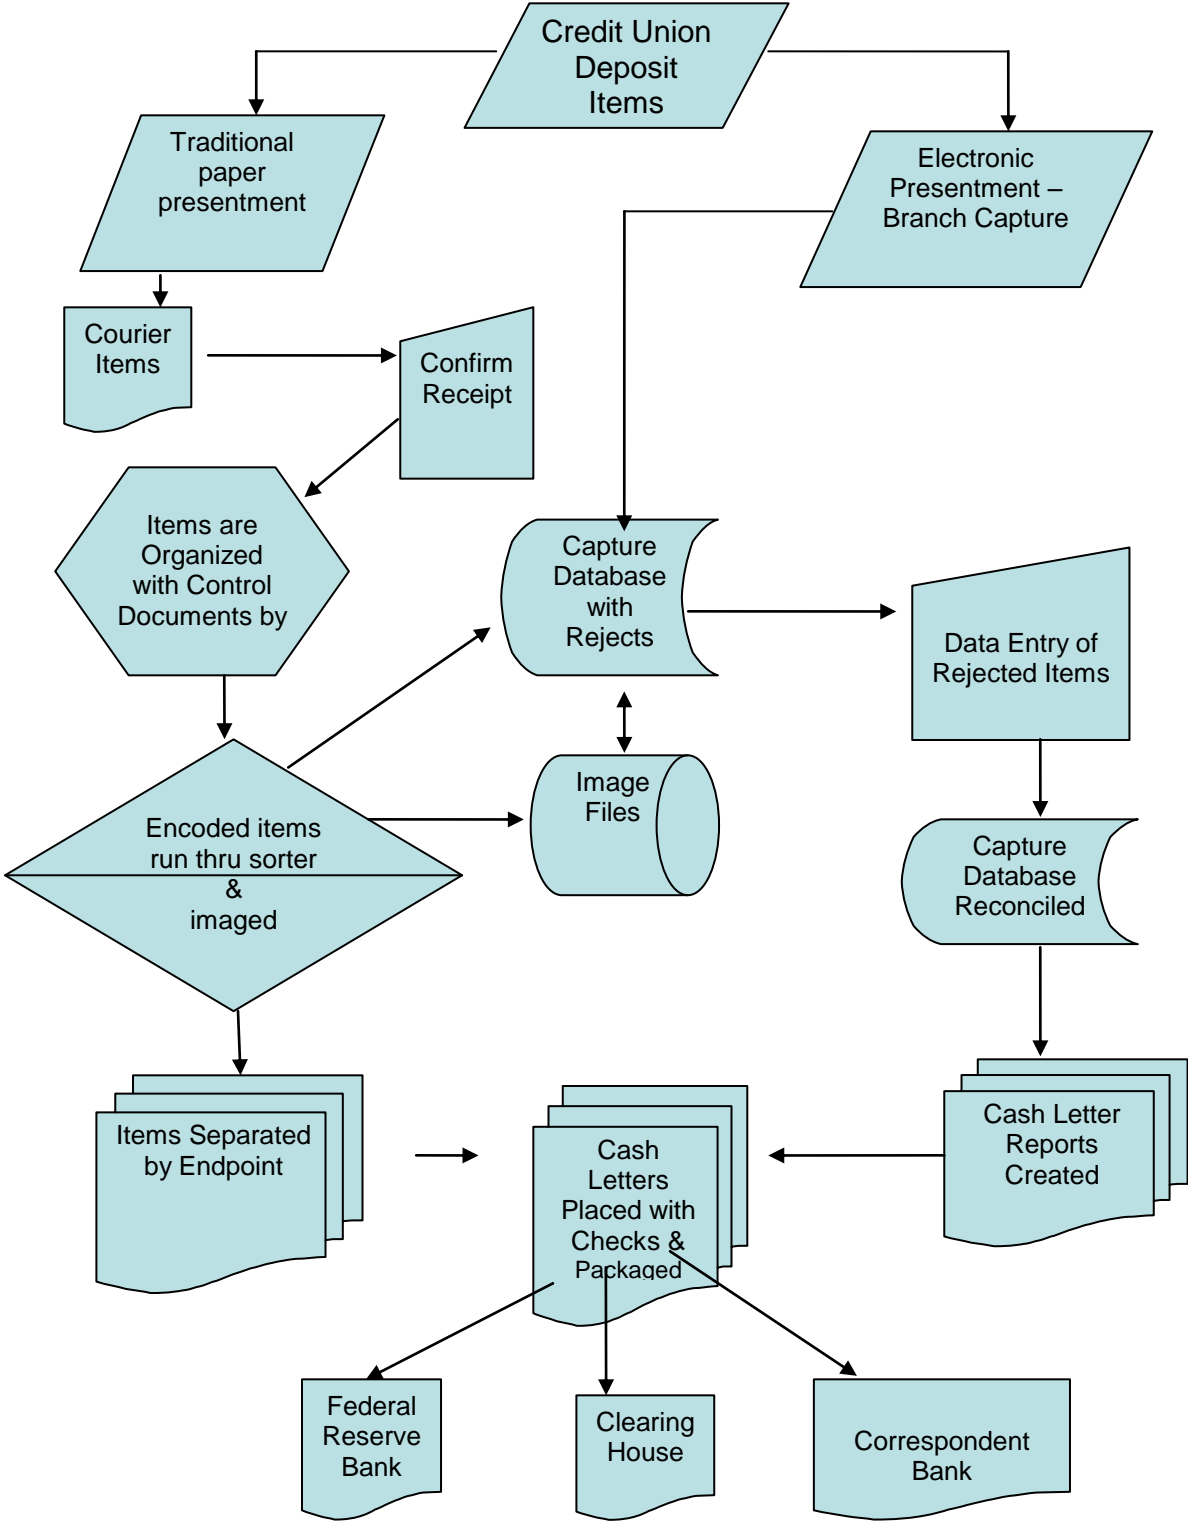 Credit Union
Deposit
Items
Traditional
paper
presentment
Electronic
Presentment –
Branch Capture
Courier
Items
Confirm
Receipt
Items are
Organized
with Control
Documents by
Capture
Database
with
Rejects
Data Entry of
Rejected Items
Image
Files
Encoded items
run thru sorter
&
imaged
Capture
Database
Reconciled
Items Separated
by Endpoint
Cash
Letters
Placed with
Checks &
Packaged
Cash Letter
Reports
Created
Federal
Reserve
Bank
Clearing
House
Correspondent
Bank